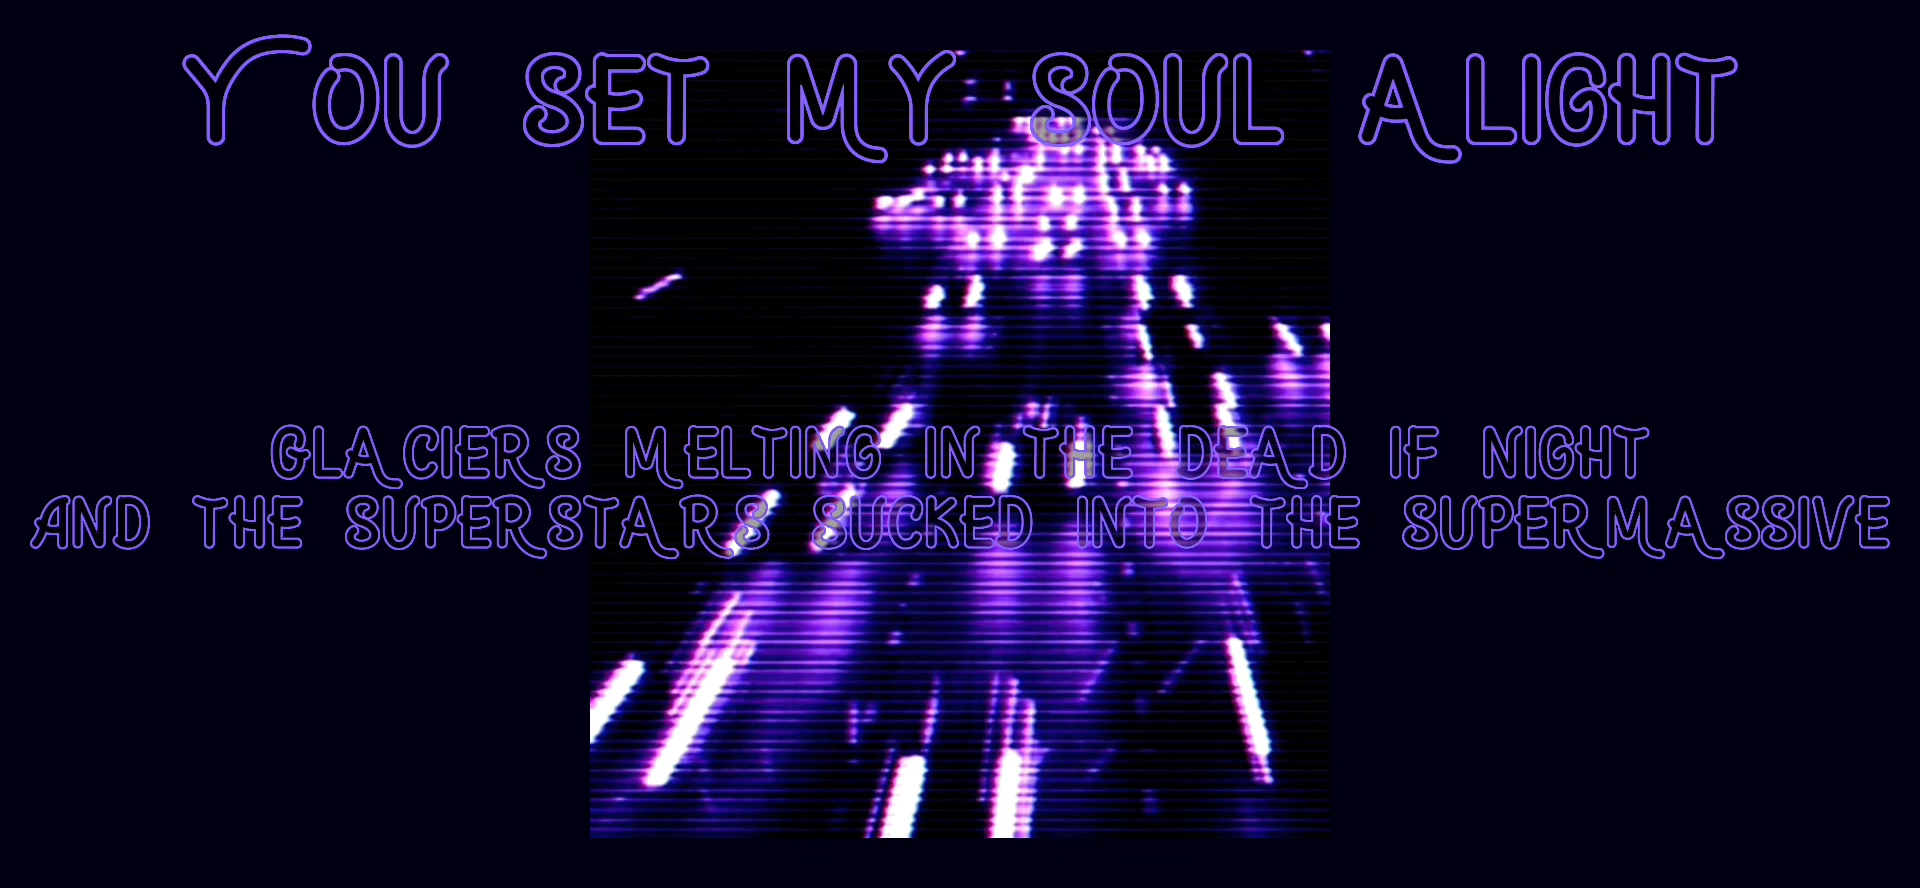 YOU SET MY SOUL ALIGHT
GLACIERS MELTING IN THE DEAD IF NIGHT
AND THE SUPERSTARS SUCKED INTO THE SUPERMASSIVE